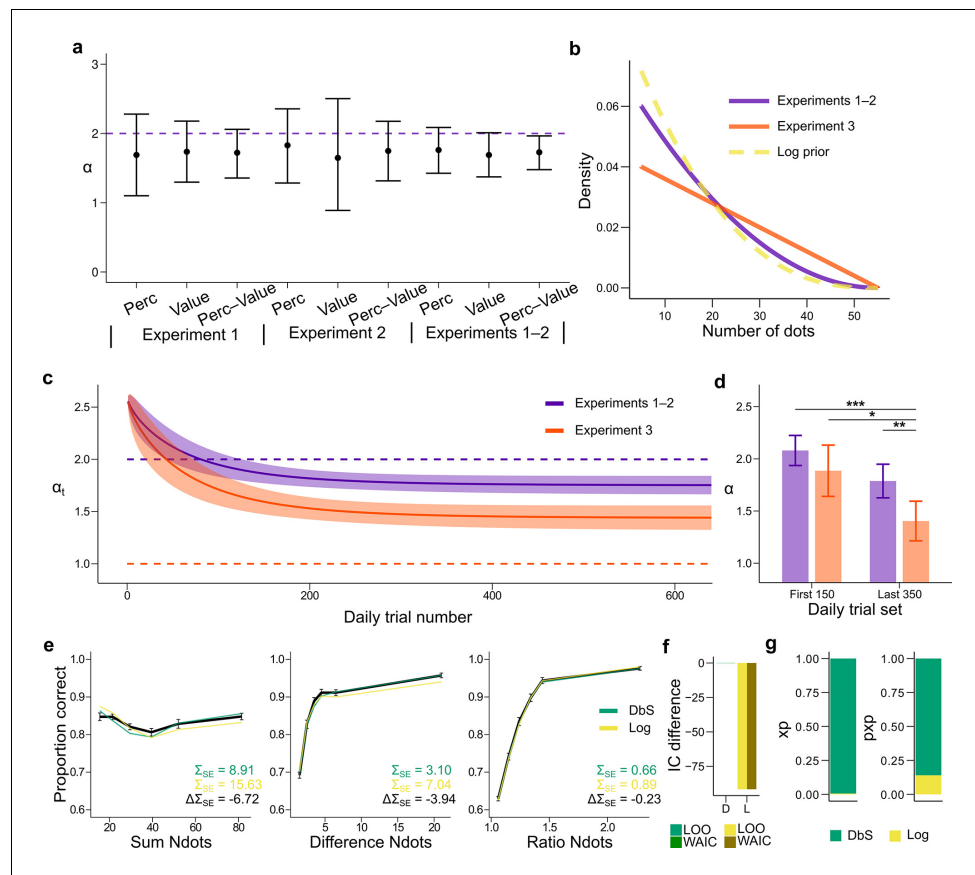 a
3
2
1
0
α
Perc
Value
Perc–Value
Perc
Value
Perc–Value
Perc
Value
Perc–Value
Experiment 1
Experiment 2
Experiments 1–2
b
0.06
0.04
0.02
0.00
Density
Experiments 1–2
Experiment 3
Log prior
10 20 30 40 50
Number of dots
c
2.5
2.0
1.5
1.0
αt
Experiments 1–2
Experiment 3
0 200 400 600
Daily trial number
d
2.5
2.0
1.5
1.0
α
***
*
**
First 150 Last 350
Daily trial set
e
Proportion correct
1.0
0.9
0.8
0.7
0.6
ΣSE = 8.91
ΣSE = 15.63
ΔΣSE = -6.72
20 40 60 80
Sum Ndots
1.0
0.9
0.8
0.7
0.6
ΣSE = 3.10
ΣSE = 7.04
ΔΣSE = -3.94
5 10 15 20
Difference Ndots
1.0
0.9
0.8
0.7
0.6
DbS
Log
ΣSE = 0.66
ΣSE = 0.89
ΔΣSE = -0.23
1.0 1.5 2.0
Ratio Ndots
f
IC difference
0
−25
−50
−75
D L
LOO LOO
WAIC WAIC
g
xp
1.00
0.75
0.50
0.25
0.00
pxp
1.00
0.75
0.50
0.25
0.00
DbS Log